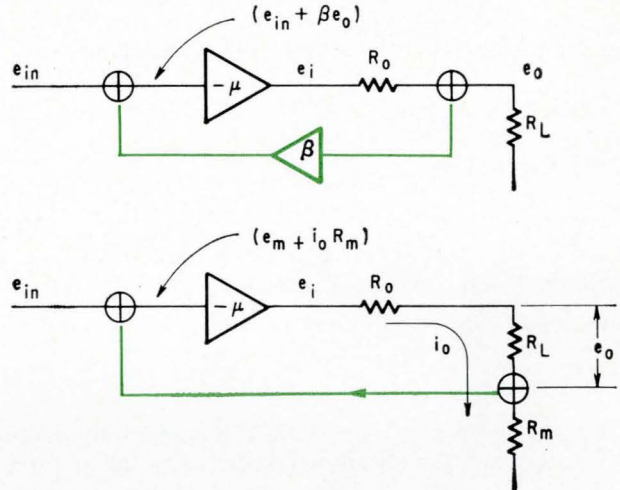 (e_in + βe_o)
e_in
-μ
e_i
R_o
e_o
R_L
β
(e_m + i_o R_m)
e_in
-μ
e_i
R_o
i_o
R_L
e_o
R_m